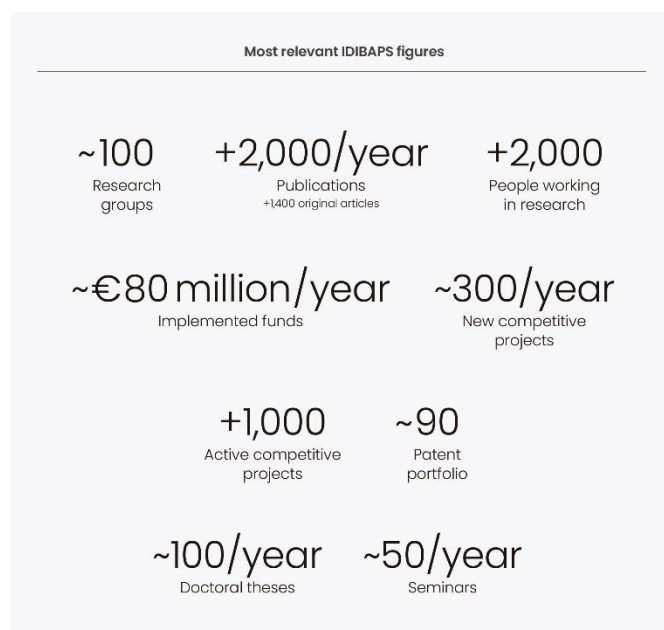 Most relevant IDIBAPS figures
~100
Research
groups
+2,000/year
Publications
+1,400 original articles
+2,000
People working
in research
~€80 million/year
Implemented funds
~300/year
New competitive
projects
+1,000
Active competitive
projects
~90
Patent
portfolio
~100/year
Doctoral theses
~50/year
Seminars